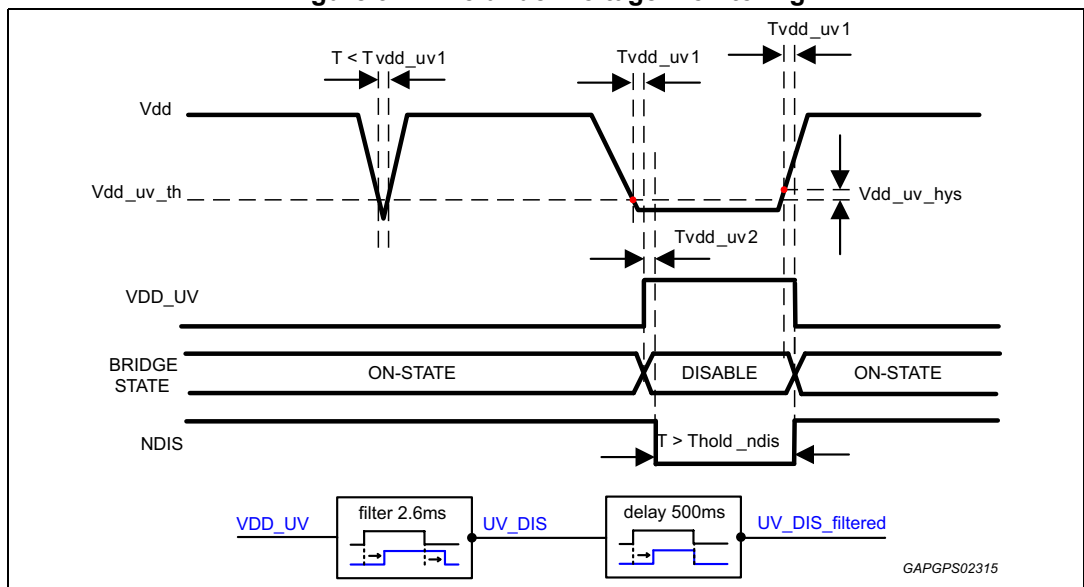 T < Tvdd_uv1
Tvdd_uv1
Tvdd_uv1
Vdd
Vdd_uv_th
Vdd_uv_hys
Tvdd_uv2
VDD_UV
BRIDGE
STATE
ON-STATE
DISABLE
ON-STATE
NDIS
T > Thold_ndis
VDD_UV
filter 2.6ms
UV_DIS
delay 500ms
UV_DIS_filtered
GAPGPS02315